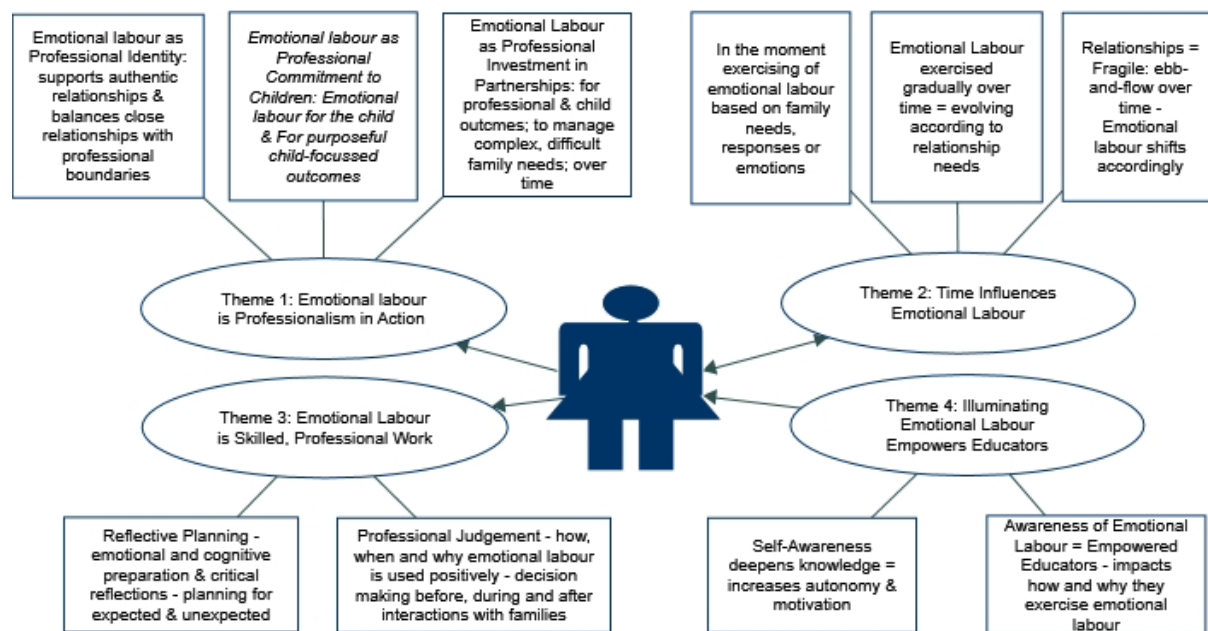 Emotional labour as
Professional Identity:
supports authentic
relationships &
balances close
relationships with
professional
boundaries
Emotional labour as
Professional
Commitment to
Children: Emotional
labour for the child
& For purposeful
child-focussed
outcomes
Emotional Labour
as Professional
Investment in
Partnerships: for
professional & child
outcmes; to manage
complex, difficult
family needs; over
time
In the moment
exercising of
emotional labour
based on family
needs,
responses or
emotions
Emotional Labour
exercised
gradually over
time = evolving
according to
relationship
needs
Relationships =
Fragile: ebb-
and-flow over
time -
Emotional
labour shifts
accordingly
Theme 1: Emotional labour
is Professionalism in Action
Theme 2: Time Influences
Emotional Labour
Theme 3: Emotional Labour
is Skilled, Professional Work
Theme 4: Illuminating
Emotional Labour
Empowers Educators
Reflective Planning -
emotional and cognitive
preparation & critical
reflections - planning for
expected & unexpected
Professional Judgement - how,
when and why emotional labour
is used positively - decision
making before, during and after
interactions with families
Self-Awareness
deepens knowledge =
increases autonomy &
motivation
Awareness of Emotional
Labour = Empowered
Educators - impacts
how and why they
exercise emotional
labour